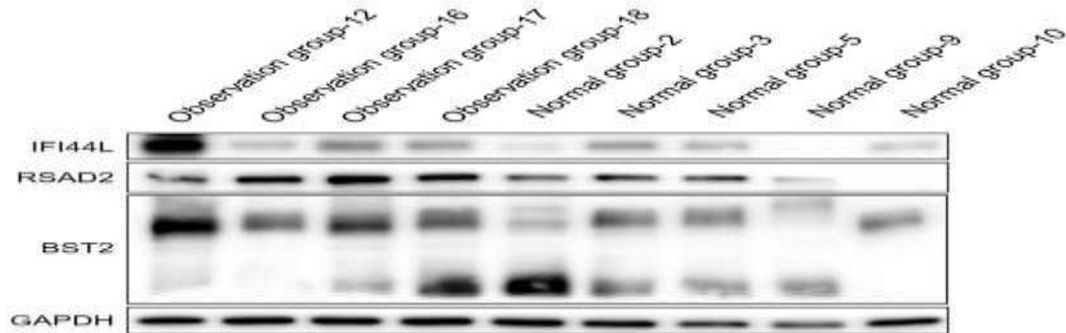 Observation group-12
Observation group-16
Observation group-17
Observation group-18
Normal group-2
Normal group-3
Normal group-5
Normal group-9
Normal group-10
IFI44L
RSAD2
BST2
GAPDH